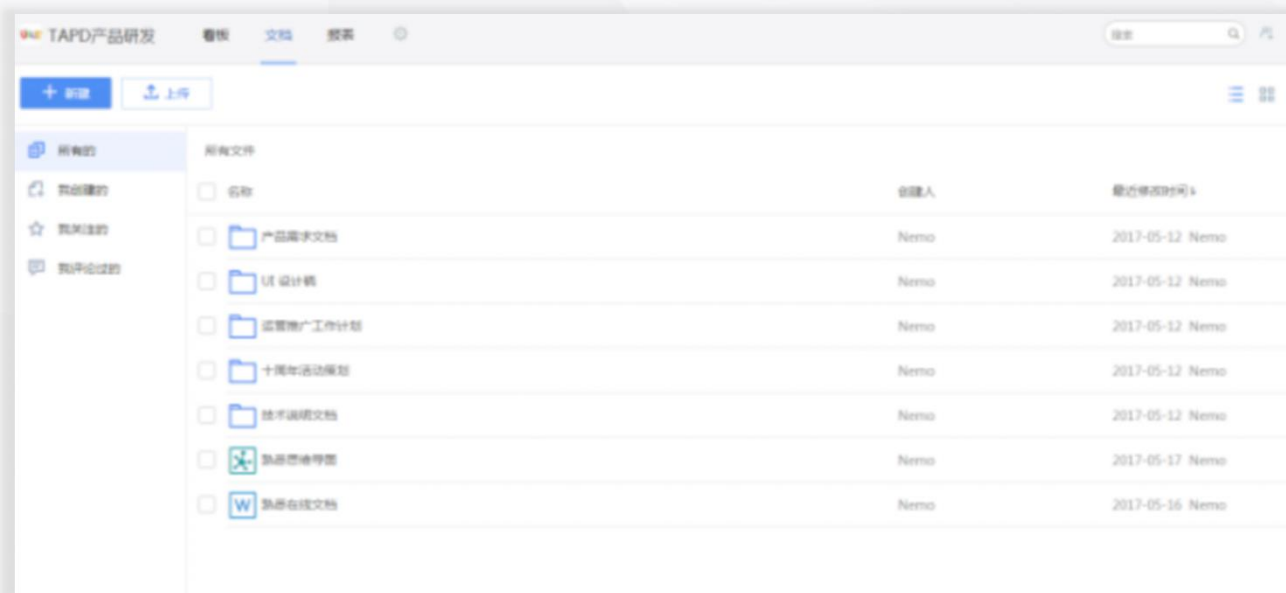 TAPD产品研发 看板 文档 报表 搜索
+ 新建 上传
所有的 所有文件
我创建的 名称 创建人 最近修改时间
我关注的 产品需求文档 Nemo 2017-05-12 Nemo
我评论过的 UI 设计稿 Nemo 2017-05-12 Nemo
运营推广工作计划 Nemo 2017-05-12 Nemo
十周年活动策划 Nemo 2017-05-12 Nemo
技术说明文档 Nemo 2017-05-12 Nemo
熟悉思维导图 Nemo 2017-05-17 Nemo
W 熟悉在线文档 Nemo 2017-05-16 Nemo